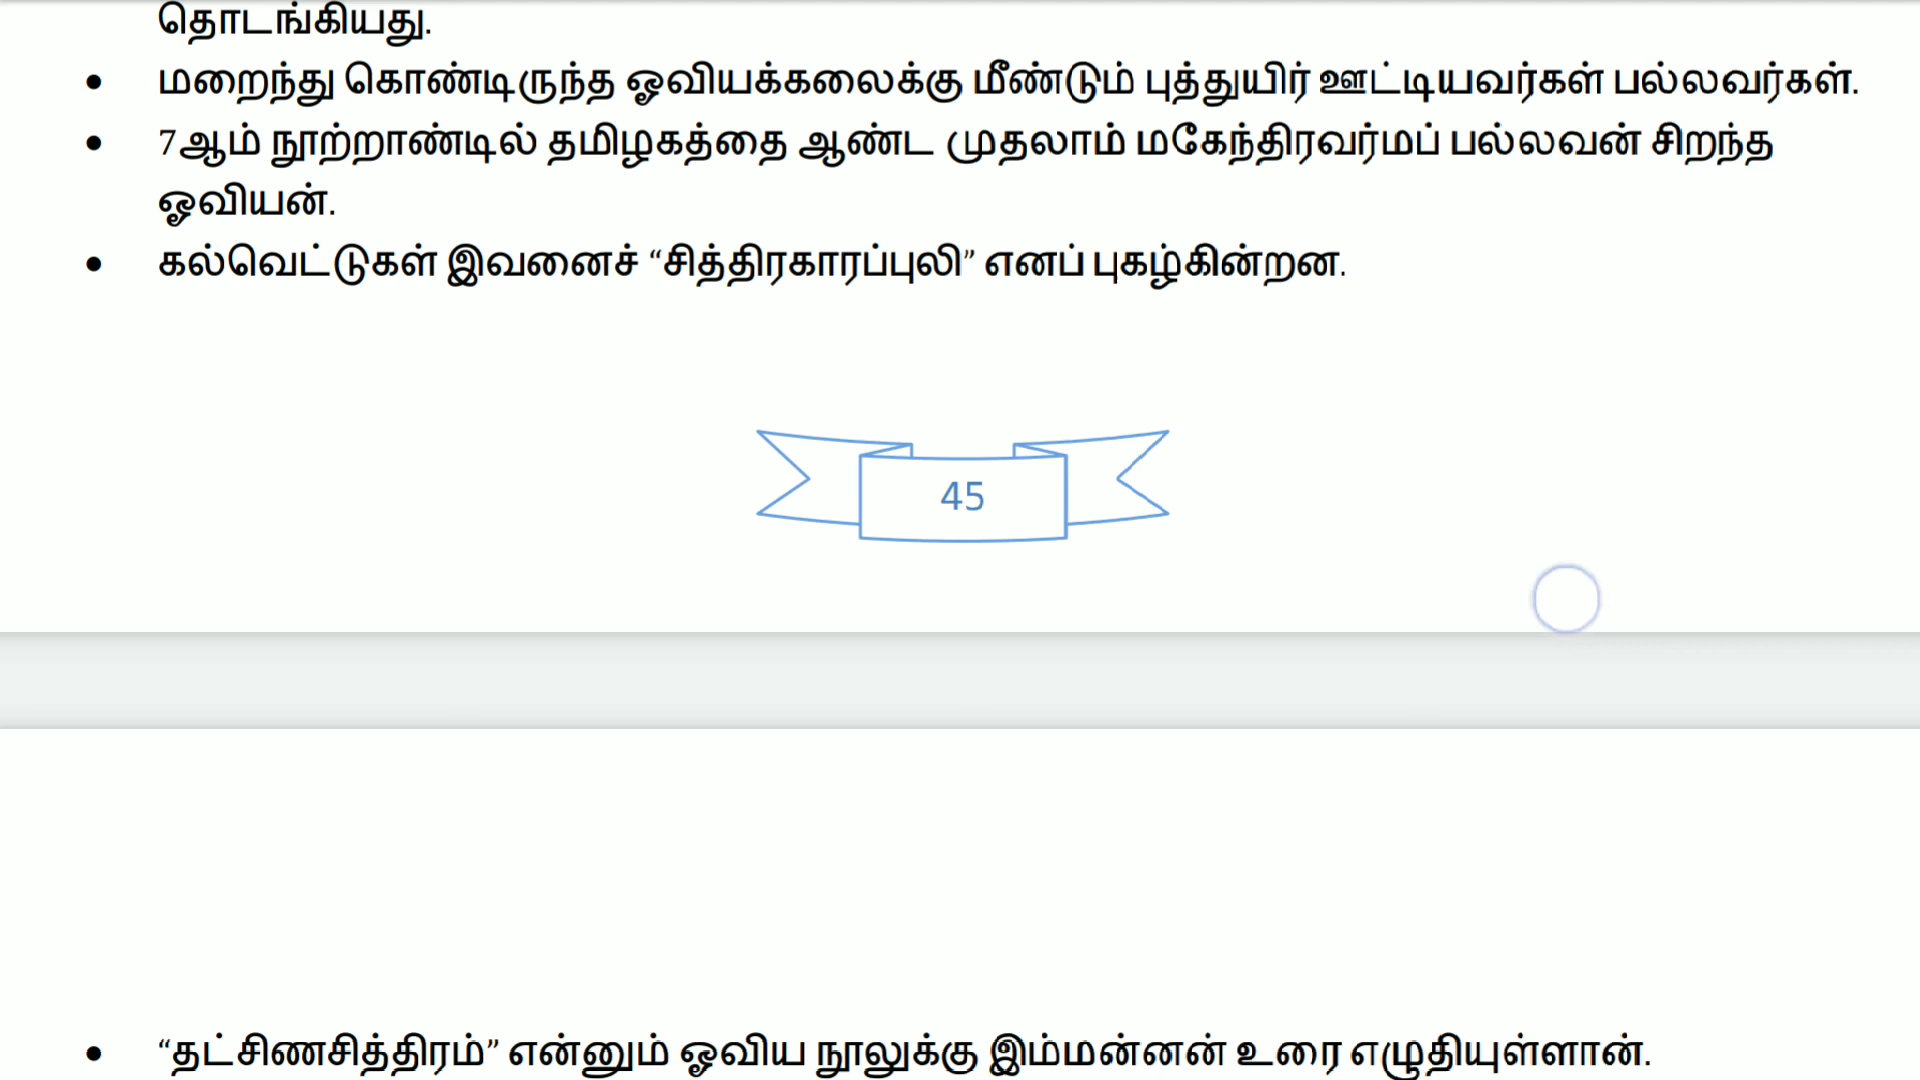 தொடங்கியது.
• மறைந்து கொண்டிருந்த ஓவியக்கலைக்கு மீண்டும் புத்துயிர் ஊட்டியவர்கள் பல்லவர்கள்.
• 7ஆம் நூற்றாண்டில் தமிழகத்தை ஆண்ட முதலாம் மகேந்திரவர்மப் பல்லவன் சிறந்த
ஓவியன்.
• கல்வெட்டுகள் இவனைச் “சித்திரகாரப்புலி” எனப் புகழ்கின்றன.
45
• “தட்சிணசித்திரம்” என்னும் ஓவிய நூலுக்கு இம்மன்னன் உரை எழுதியுள்ளான்.